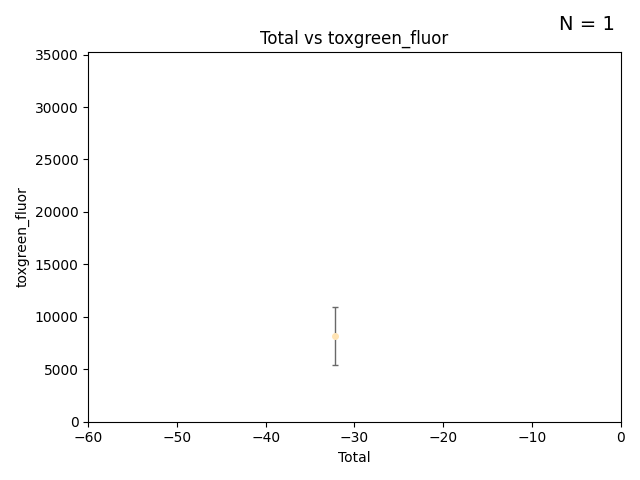 N = 1
Total vs toxgreen_fluor
35000
30000
25000
20000
15000
10000
5000
0
toxgreen_fluor
−60 −50 −40 −30 −20 −10 0
Total